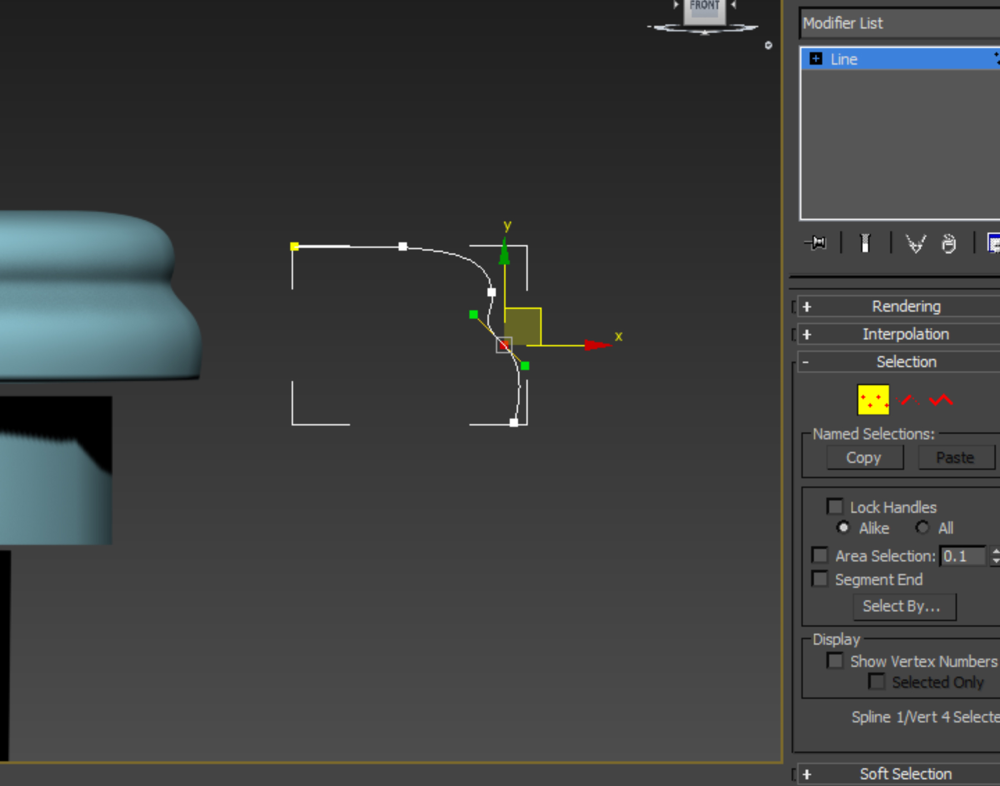 FRONT
Modifier List
Line
y
x
+ Rendering
+ Interpolation
- Selection
Named Selections:
Copy Paste
Lock Handles
Alike All
Area Selection: 0.1
Segment End
Select By...
Display
Show Vertex Numbers
Selected Only
Spline 1/Vert 4 Selecte
+ Soft Selection